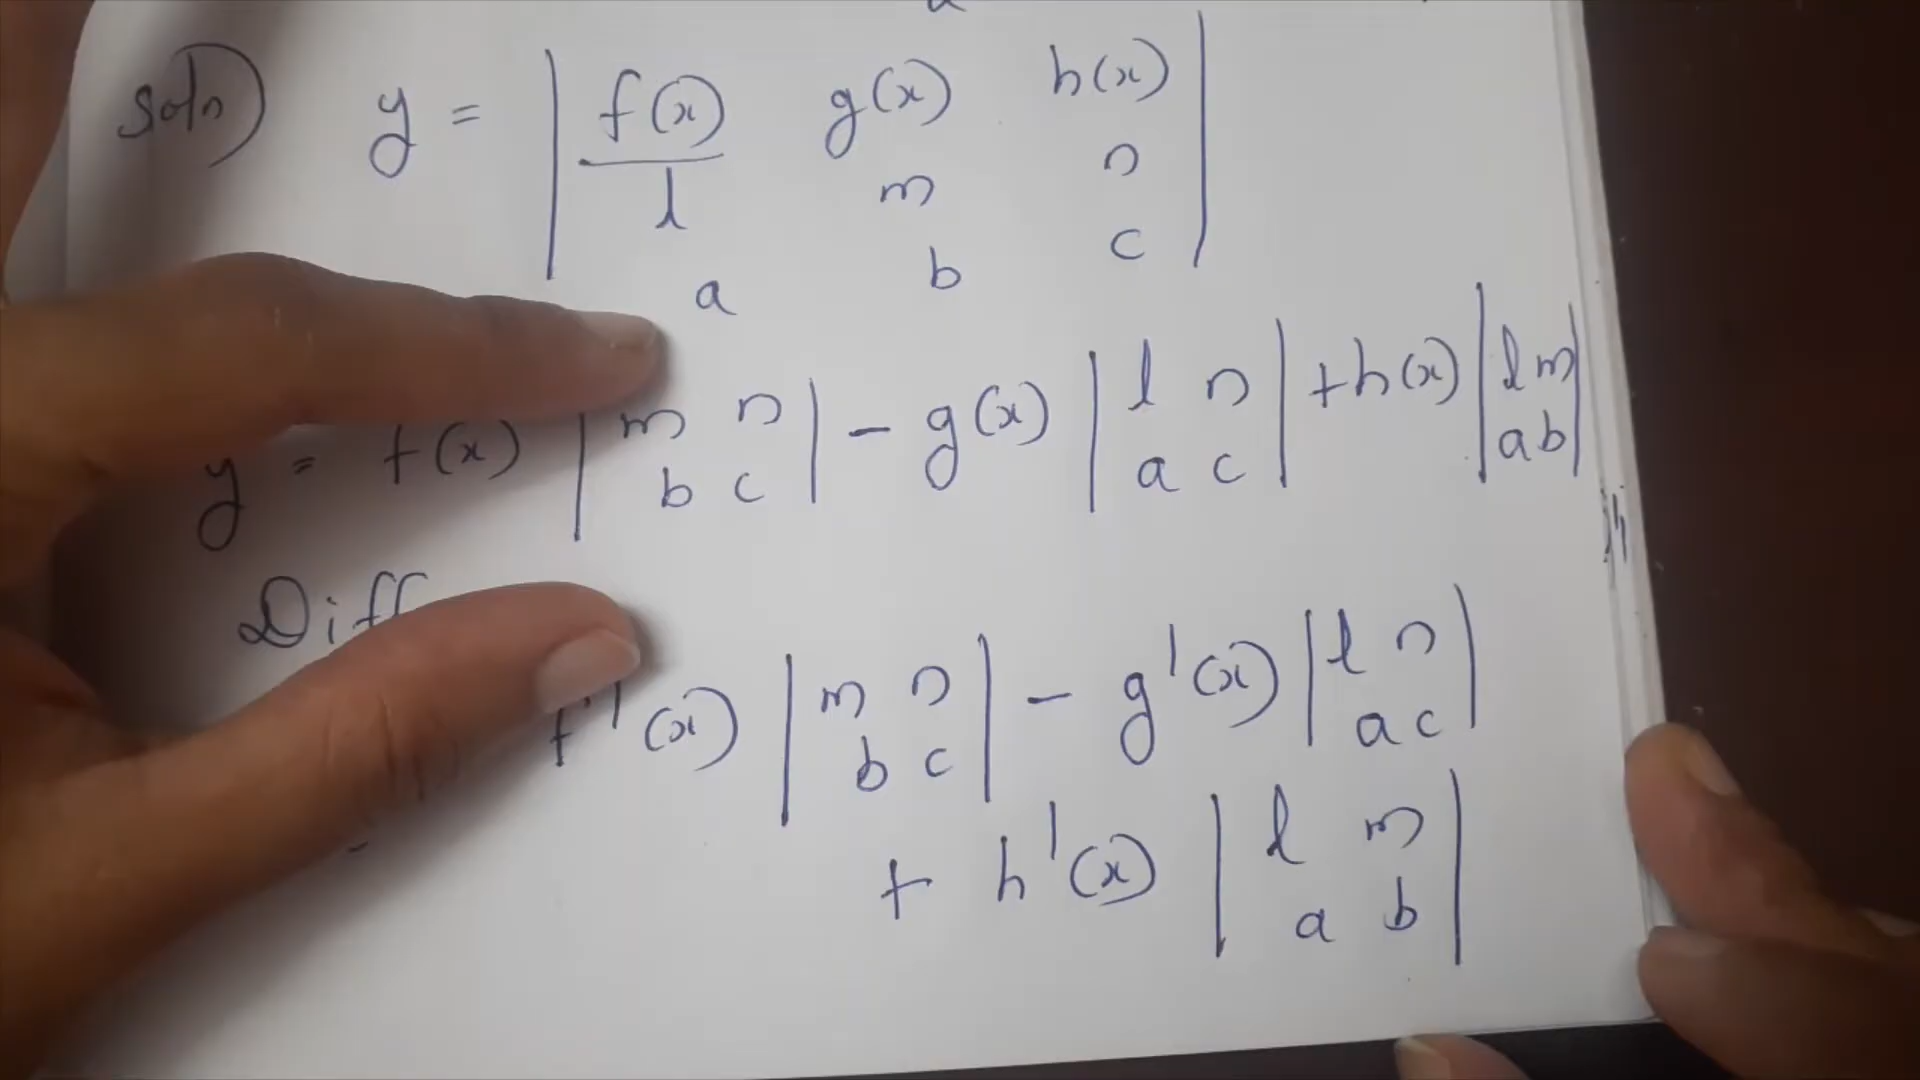 Soln) y = | f(x) g(x) h(x) |
l m n
a b c
y = f(x) | m n | - g(x) | l n | + h(x) | l m |
b c a c a b
Diff
f'(x) | m n | - g'(x) | l n |
b c a c
+ h'(x) | l m |
a b